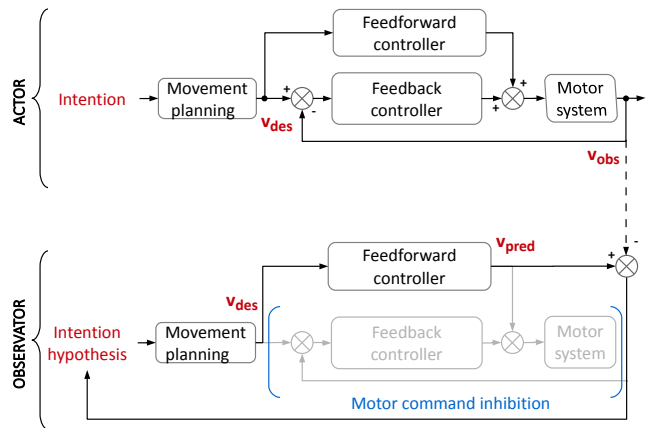 ACTOR
Feedforward
controller
Intention
Movement
planning
+
-
Feedback
controller
+
+
Motor
system
v_des
v_obs
OBSERVATOR
Feedforward
controller
v_pred
+
-
v_des
Intention
hypothesis
Movement
planning
Feedback
controller
Motor
system
Motor command inhibition